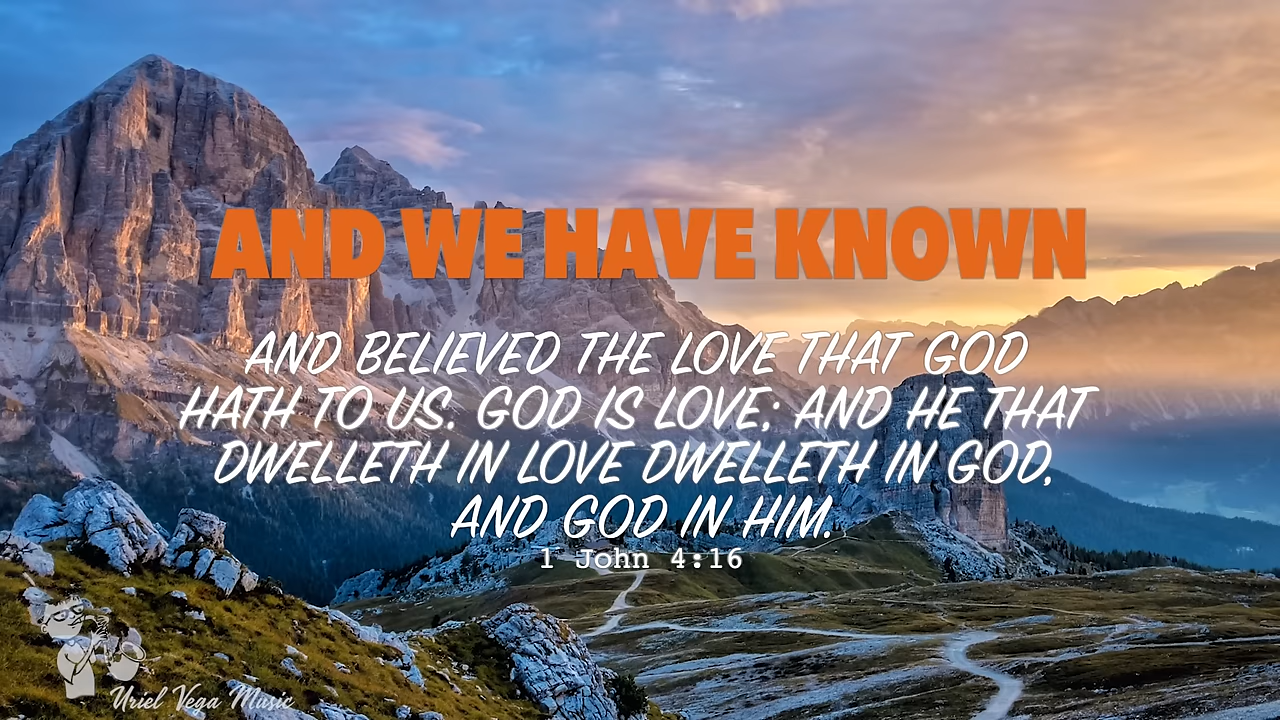 AND WE HAVE KNOWN
AND BELIEVED THE LOVE THAT GOD
HATH TO US. GOD IS LOVE; AND HE THAT
DWELLETH IN LOVE DWELLETH IN GOD,
AND GOD IN HIM.
1 John 4:16
Uriel Vega Music